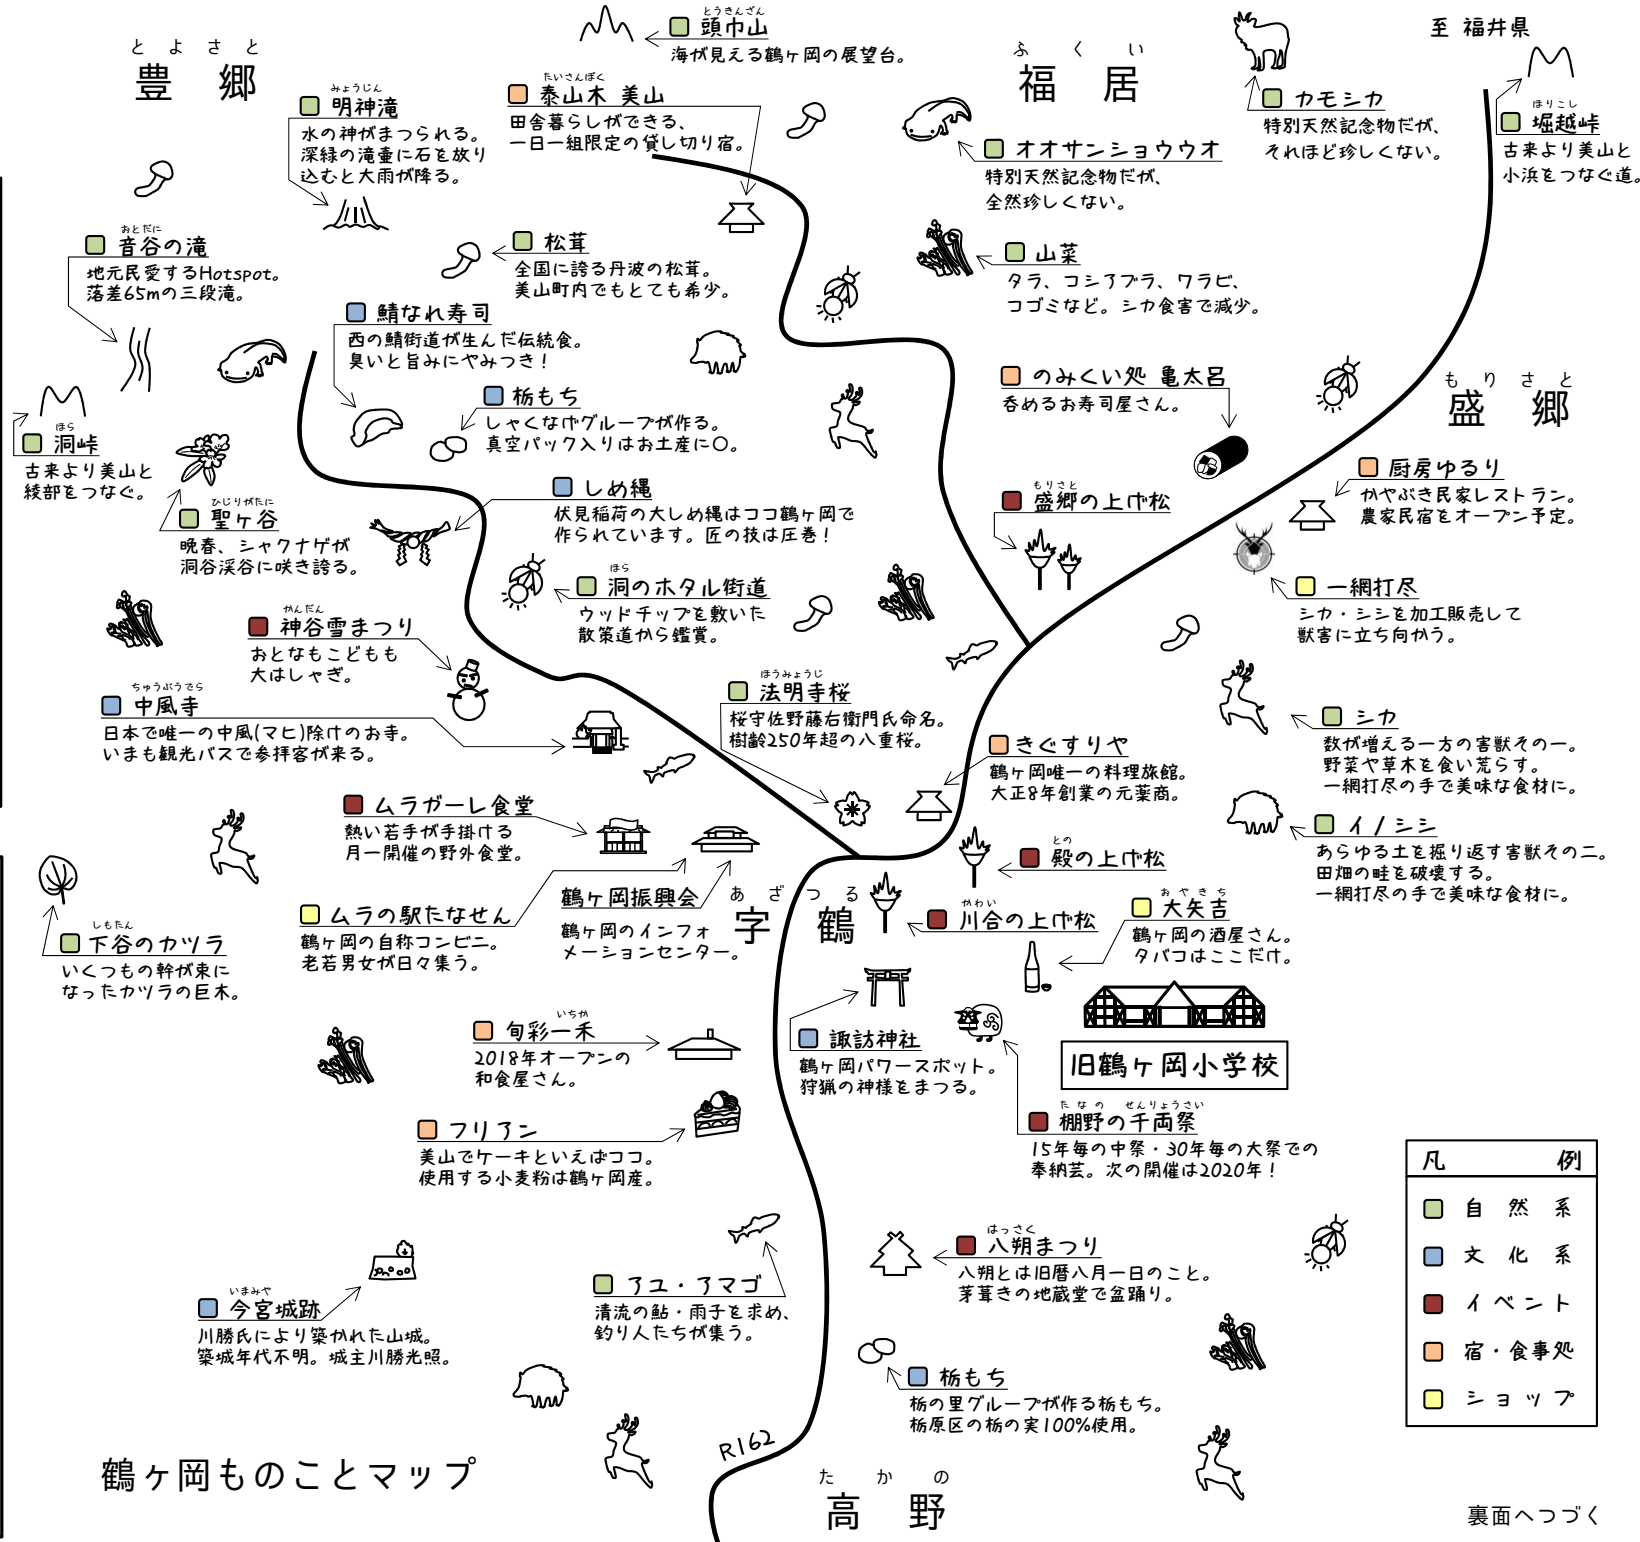 とうきんざん
頭巾山
海が見える鶴ヶ岡の展望台。
とよさと
豊郷
ふくい
福居
至 福井県
みょうじん
明神滝
水の神がまつられる。
深緑の滝壷に石を放り
込むと大雨が降る。
たいさんぼく
泰山木 美山
田舎暮らしができる、
一日一組限定の貸し切り宿。
カモシカ
特別天然記念物だが、
それほど珍しくない。
ほりこし
堀越峠
古来より美山と
小浜をつなぐ道。
オオサンショウウオ
特別天然記念物だが、
全然珍しくない。
おとだに
音谷の滝
地元民愛するHotspot。
落差65mの三段滝。
松茸
全国に誇る丹波の松茸。
美山町内でもとても希少。
山菜
タラ、コシアブラ、ワラビ、
コゴミなど。シカ食害で減少。
鯖なれ寿司
西の鯖街道が生んだ伝統食。
臭いと旨みにやみつき！
栃もち
しゃくなげグループが作る。
真空パック入りはお土産に〇。
のみくい処 亀太呂
呑めるお寿司屋さん。
もりさと
盛郷
ほら
洞峠
古来より美山と
綾部をつなぐ。
ひじりがたに
聖ヶ谷
晩春、シャクナゲが
洞谷渓谷に咲き誇る。
しめ縄
伏見稲荷の大しめ縄はココ鶴ヶ岡で
作られています。匠の技は圧巻！
もりさと
盛郷の上げ松
厨房ゆるり
かやぶき民家レストラン。
農家民宿をオープン予定。
ほら
洞のホタル街道
ウッドチップを敷いた
散策道から鑑賞。
一網打尽
シカ・シシを加工販売して
獣害に立ち向かう。
かんだん
神谷雪まつり
おとなもこどもも
大はしゃぎ。
ちゅうぶうでら
中風寺
日本で唯一の中風(マヒ)除けのお寺。
いまも観光バスで参拝客が来る。
ほうみょうじ
法明寺桜
桜守佐野藤右衛門氏命名。
樹齢250年超の八重桜。
きぐすりや
鶴ヶ岡唯一の料理旅館。
大正8年創業の元薬商。
シカ
数が増える一方の害獣その一。
野菜や草木を食い荒らす。
一網打尽の手で美味な食材に。
ムラガーレ食堂
熱い若手が手掛ける
月一開催の野外食堂。
イノシシ
あらゆる土を掘り返す害獣その二。
田畑の畦を破壊する。
一網打尽の手で美味な食材に。
との
殿の上げ松
ムラの駅たなせん
鶴ヶ岡の自称コンビニ。
老若男女が日々集う。
鶴ヶ岡振興会
鶴ヶ岡のインフォ
メーションセンター。
あざつる
字鶴
かわい
川合の上げ松
おやきち
大矢吉
鶴ヶ岡の酒屋さん。
タバコはここだけ。
しもたん
下谷のカツラ
いくつもの幹が束に
なったカツラの巨木。
いちか
旬彩一禾
2018年オープンの
和食屋さん。
諏訪神社
鶴ヶ岡パワースポット。
狩猟の神様をまつる。
旧鶴ヶ岡小学校
フリアン
美山でケーキといえばココ。
使用する小麦粉は鶴ヶ岡産。
たなの せんりょうさい
棚野の千両祭
15年毎の中祭・30年毎の大祭での
奉納芸。次の開催は2020年！
凡例
自然系
文化系
イベント
宿・食事処
ショップ
はっさく
八朔まつり
八朔とは旧暦八月一日のこと。
茅葺きの地蔵堂で盆踊り。
アユ・アマゴ
清流の鮎・雨子を求め、
釣り人たちが集う。
いまみや
今宮城跡
川勝氏により築かれた山城。
築城年代不明。城主川勝光照。
栃もち
栃の里グループが作る栃もち。
栃原区の栃の実100%使用。
R162
鶴ヶ岡ものことマップ
たかの
高野
裏面へつづく